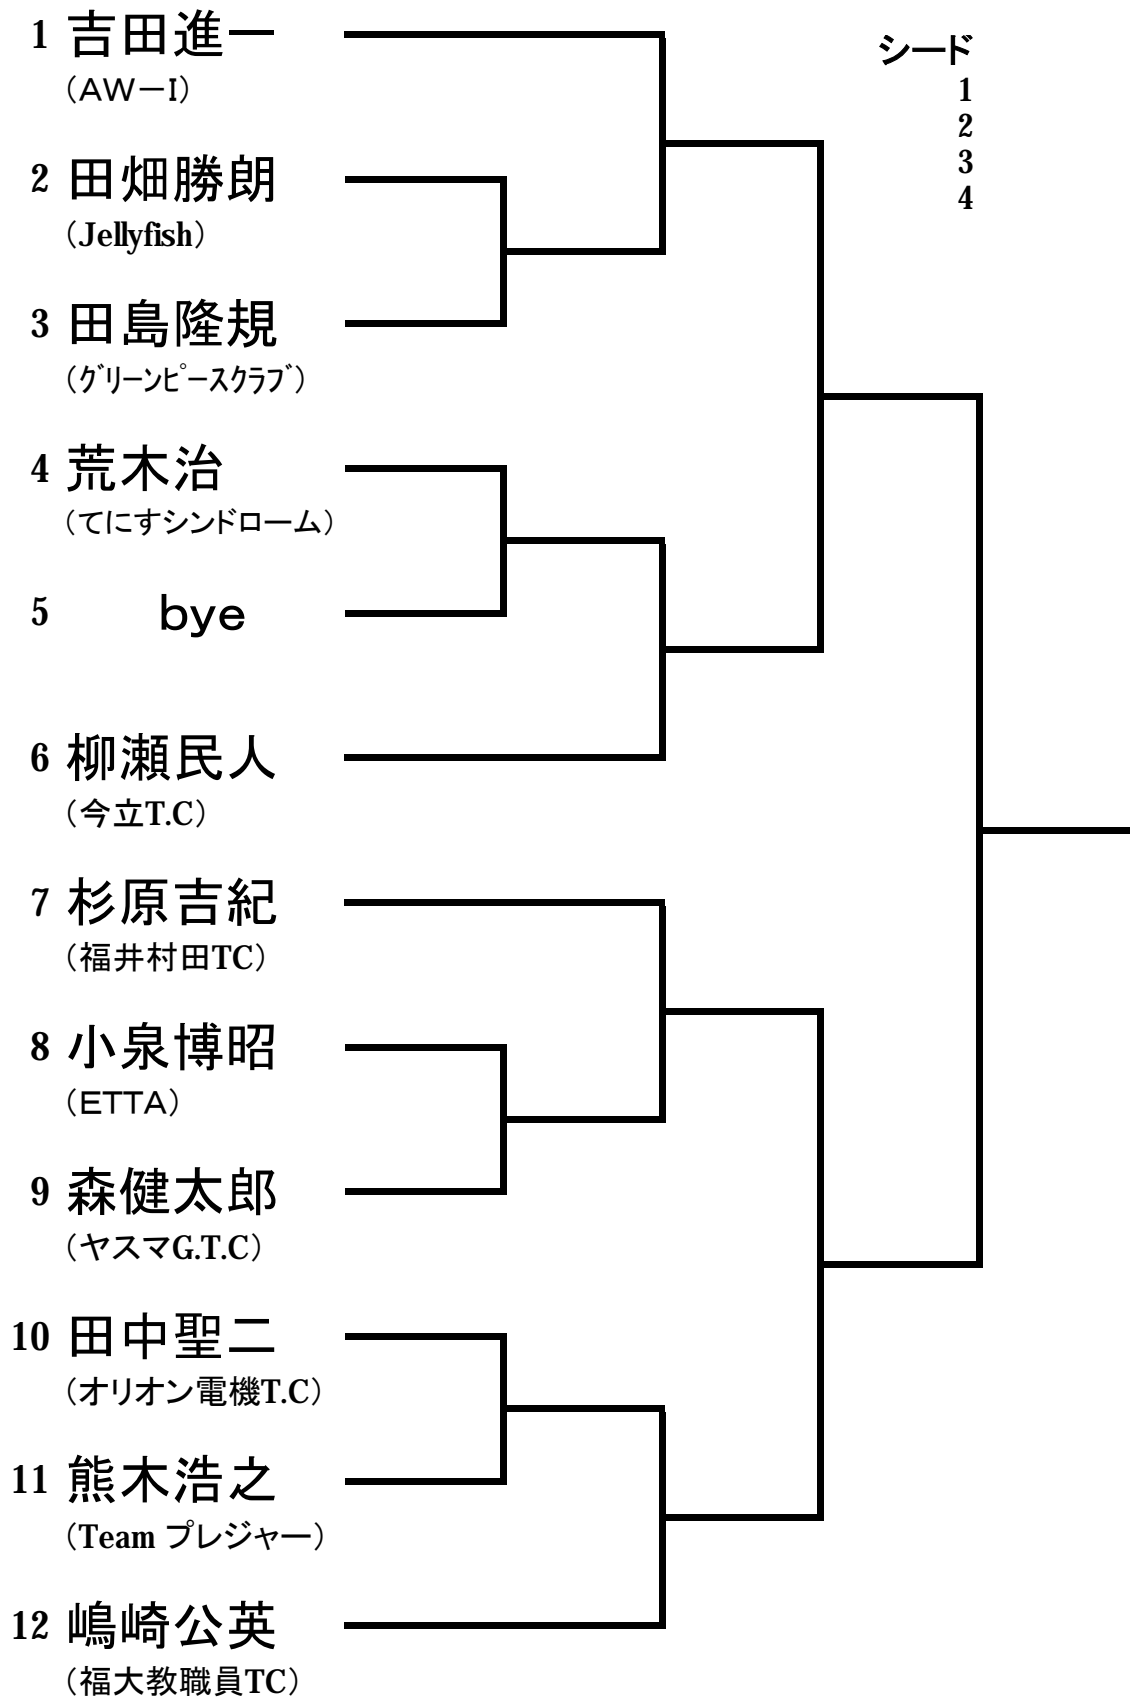 1 吉田進一
（ＡＷ－Ｉ）
シード
1
2
3
4
2 田畑勝朗
（Jellyfish）
3 田島隆規
（ｸﾞﾘｰﾝﾋﾟｰｽｸﾗﾌﾞ）
4 荒木治
（てにすシンドローム）
5 ｂｙｅ
6 柳瀬民人
（今立T.C）
7 杉原吉紀
（福井村田TC）
8 小泉博昭
（ＥＴＴＡ）
9 森健太郎
（ヤスマG.T.C）
10 田中聖二
（オリオン電機T.C）
11 熊木浩之
（Team プレジャー）
12 嶋崎公英
（福大教職員TC）